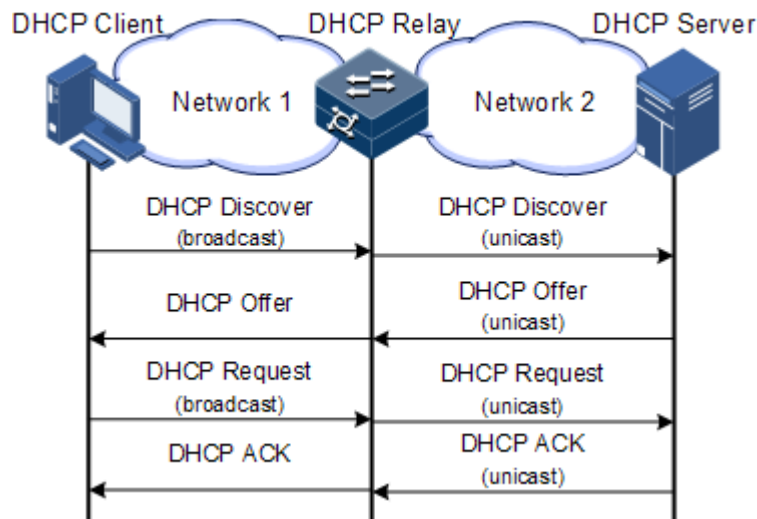 DHCP Client DHCP Relay DHCP Server
Network 1 Network 2
DHCP Discover
(broadcast)
DHCP Discover
(unicast)
DHCP Offer
DHCP Offer
(unicast)
DHCP Request
(broadcast)
DHCP Request
(unicast)
DHCP ACK
DHCP ACK
(unicast)